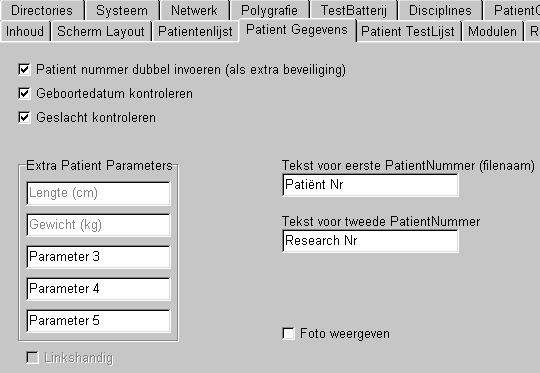 Directories Systeem Netwerk Polygrafie TestBatterij Disciplines
Inhoud Scherm Layout Patientenlijst Patient Gegevens Patient TestLijst Modulen
Patient nummer dubbel invoeren (als extra beveiliging)
Geboortedatum kontroleren
Geslacht kontroleren
Extra Patient Parameters
Lengte (cm)
Gewicht (kg)
Parameter 3
Parameter 4
Parameter 5
Linkshandig
Tekst voor eerste PatientNummer (filenaam)
Patiënt Nr
Tekst voor tweede PatientNummer
Research Nr
Foto weergeven